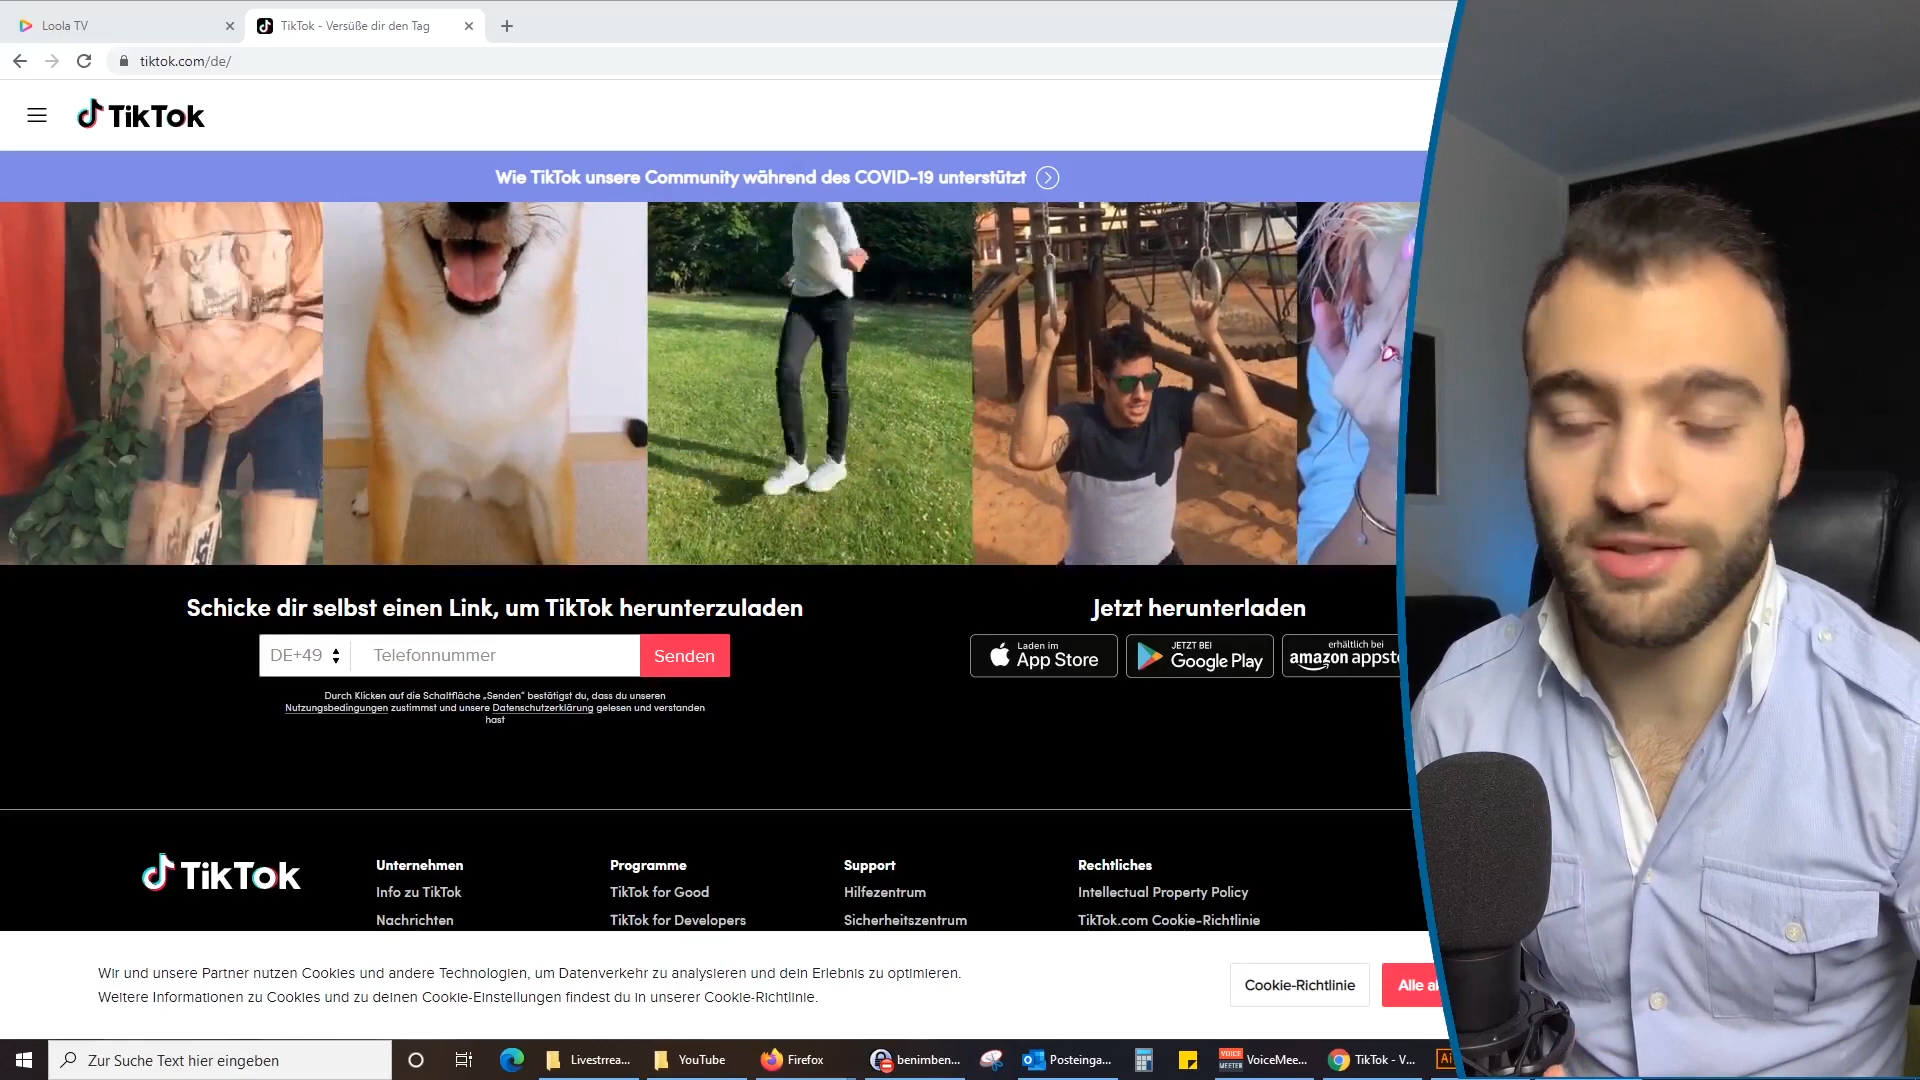 Loola TV
TikTok - Versüße dir den Tag
tiktok.com/de/
TikTok
Wie TikTok unsere Community während des COVID-19 unterstützt
Schicke dir selbst einen Link, um TikTok herunterzuladen
DE+49
Telefonnummer
Senden
Durch Klicken auf die Schaltfläche „Senden“ bestätigst du, dass du unseren
Nutzungsbedingungen zustimmst und unsere Datenschutzerklärung gelesen und verstanden
hast
Jetzt herunterladen
Laden im
App Store
JETZT BEI
Google Play
erhältlich bei
amazon
TikTok
Unternehmen
Info zu TikTok
Nachrichten
Programme
TikTok for Good
TikTok for Developers
Support
Hilfezentrum
Sicherheitszentrum
Rechtliches
Intellectual Property Policy
TikTok.com Cookie-Richtlinie
Wir und unsere Partner nutzen Cookies und andere Technologien, um Datenverkehr zu analysieren und dein Erlebnis zu optimieren.
Weitere Informationen zu Cookies und zu deinen Cookie-Einstellungen findest du in unserer Cookie-Richtlinie.
Cookie-Richtlinie
Alle
Zur Suche Text hier eingeben
Livestrrea...
YouTube
Firefox
benimben...
Posteinga...
VOICE
MEETER
VoiceMee...
TikTok - V...
Ai